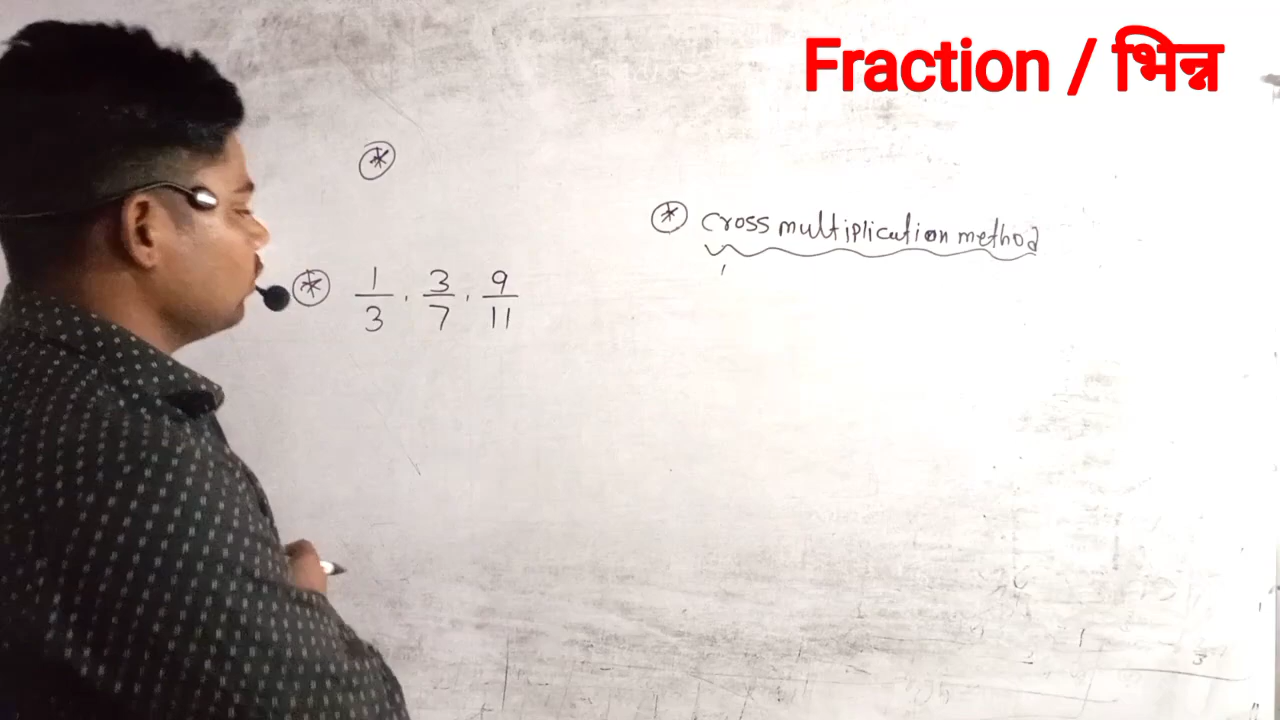 Fraction / भिन्न
* cross multiplication method
* 1/3 , 3/7 , 9/11
*